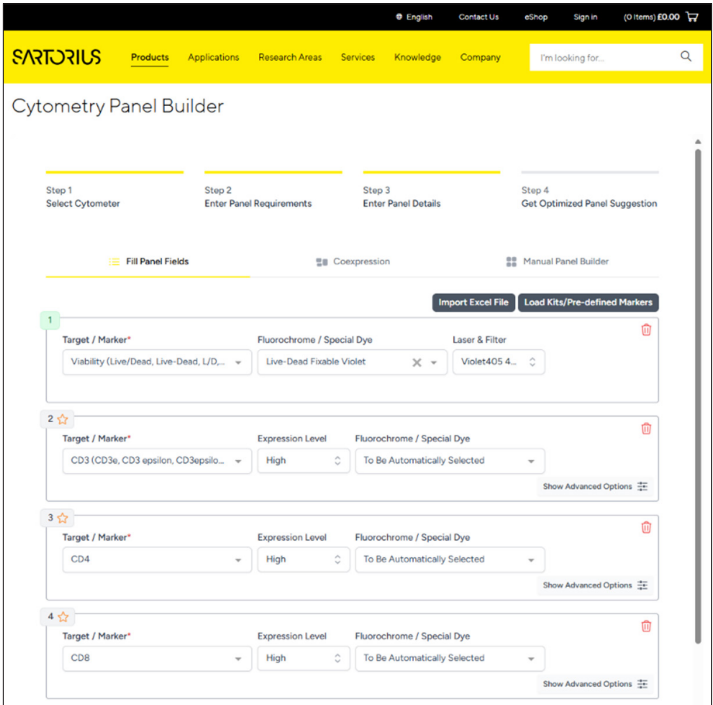 English Contact Us eShop Sign in (0 Items) £0.00
SARTORIUS Products Applications Research Areas Services Knowledge Company I'm looking for...
Cytometry Panel Builder
Step 1 Step 2 Step 3 Step 4
Select Cytometer Enter Panel Requirements Enter Panel Details Get Optimized Panel Suggestion
Fill Panel Fields Coexpression Manual Panel Builder
Import Excel File Load Kits/Pre-defined Markers
1
Target / Marker* Fluorochrome / Special Dye Laser & Filter
Viability (Live/Dead, Live-Dead, L/D,... Live-Dead Fixable Violet Violet405 4...
2
Target / Marker* Expression Level Fluorochrome / Special Dye
CD3 (CD3e, CD3 epsilon, CD3epsilo... High To Be Automatically Selected
Show Advanced Options
3
Target / Marker* Expression Level Fluorochrome / Special Dye
CD4 High To Be Automatically Selected
Show Advanced Options
4
Target / Marker* Expression Level Fluorochrome / Special Dye
CD8 High To Be Automatically Selected
Show Advanced Options